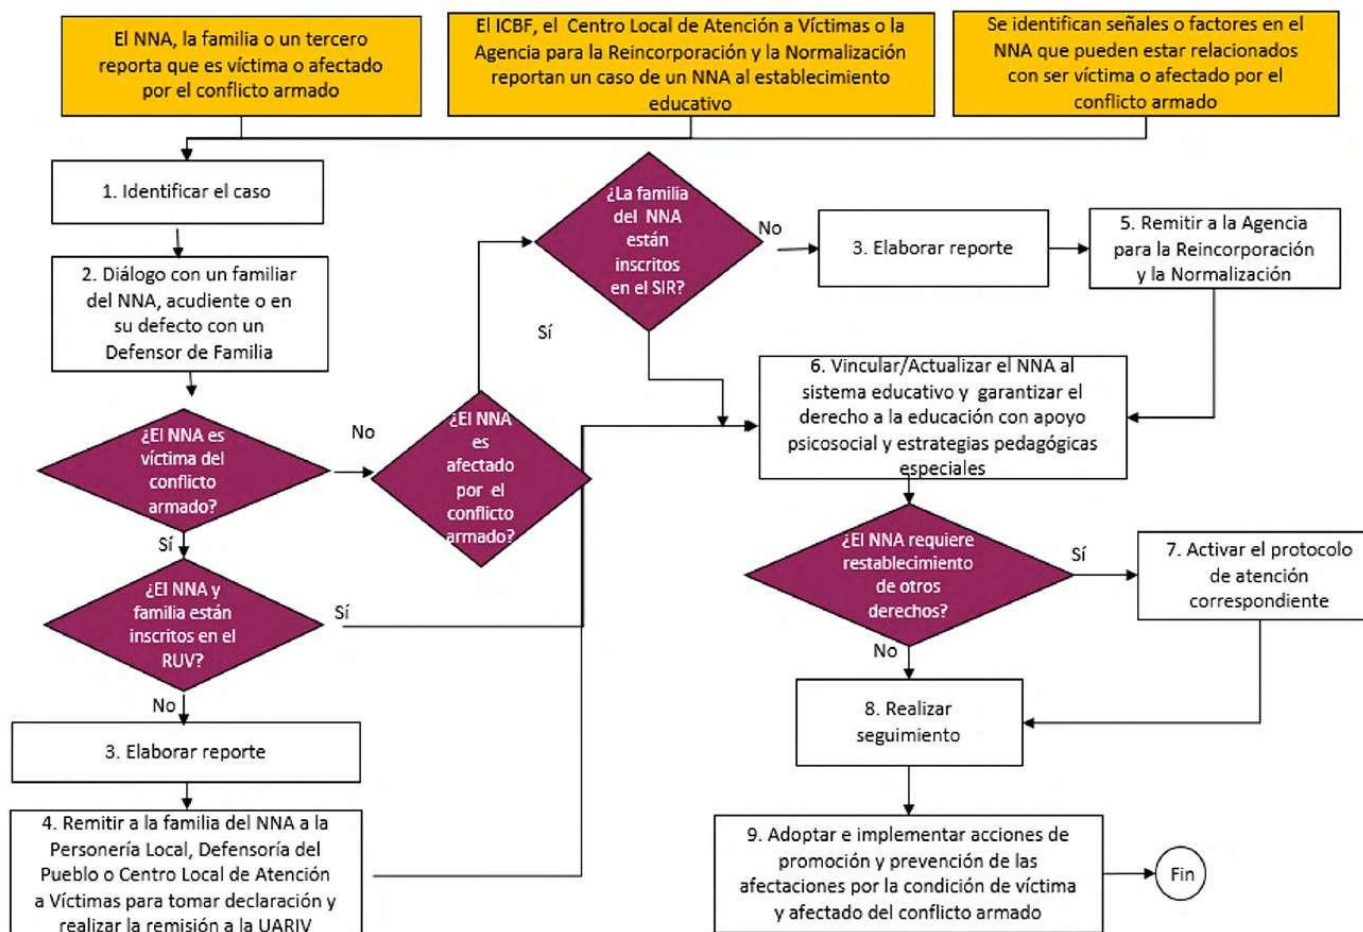 El NNA, la familia o un tercero
reporta que es víctima o afectado
por el conflicto armado
El ICBF, el Centro Local de Atención a Víctimas o la
Agencia para la Reincorporación y la Normalización
reportan un caso de un NNA al establecimiento
educativo
Se identifican señales o factores en el
NNA que pueden estar relacionados
con ser víctima o afectado por el
conflicto armado
1. Identificar el caso
2. Diálogo con un familiar
del NNA, acudiente o en
su defecto con un
Defensor de Familia
¿El NNA es
víctima del
conflicto
armado?
No
Sí
¿El NNA
es
afectado
por el
conflicto
armado?
¿La familia
del NNA
están
inscritos
en el SIR?
No
Sí
3. Elaborar reporte
5. Remitir a la Agencia
para la Reincorporación
y la Normalización
¿El NNA y
familia están
inscritos en el
RUV?
Sí
No
3. Elaborar reporte
4. Remitir a la familia del NNA a la
Personería Local, Defensoría del
Pueblo o Centro Local de Atención
a Víctimas para tomar declaración y
realizar la remisión a la UARIV
6. Vincular/Actualizar el NNA al
sistema educativo y garantizar el
derecho a la educación con apoyo
psicosocial y estrategias pedagógicas
especiales
¿El NNA requiere
restablecimiento
de otros
derechos?
Sí
No
7. Activar el protocolo
de atención
correspondiente
8. Realizar
seguimiento
9. Adoptar e implementar acciones de
promoción y prevención de las
afectaciones por la condición de víctima
y afectado del conflicto armado
Fin